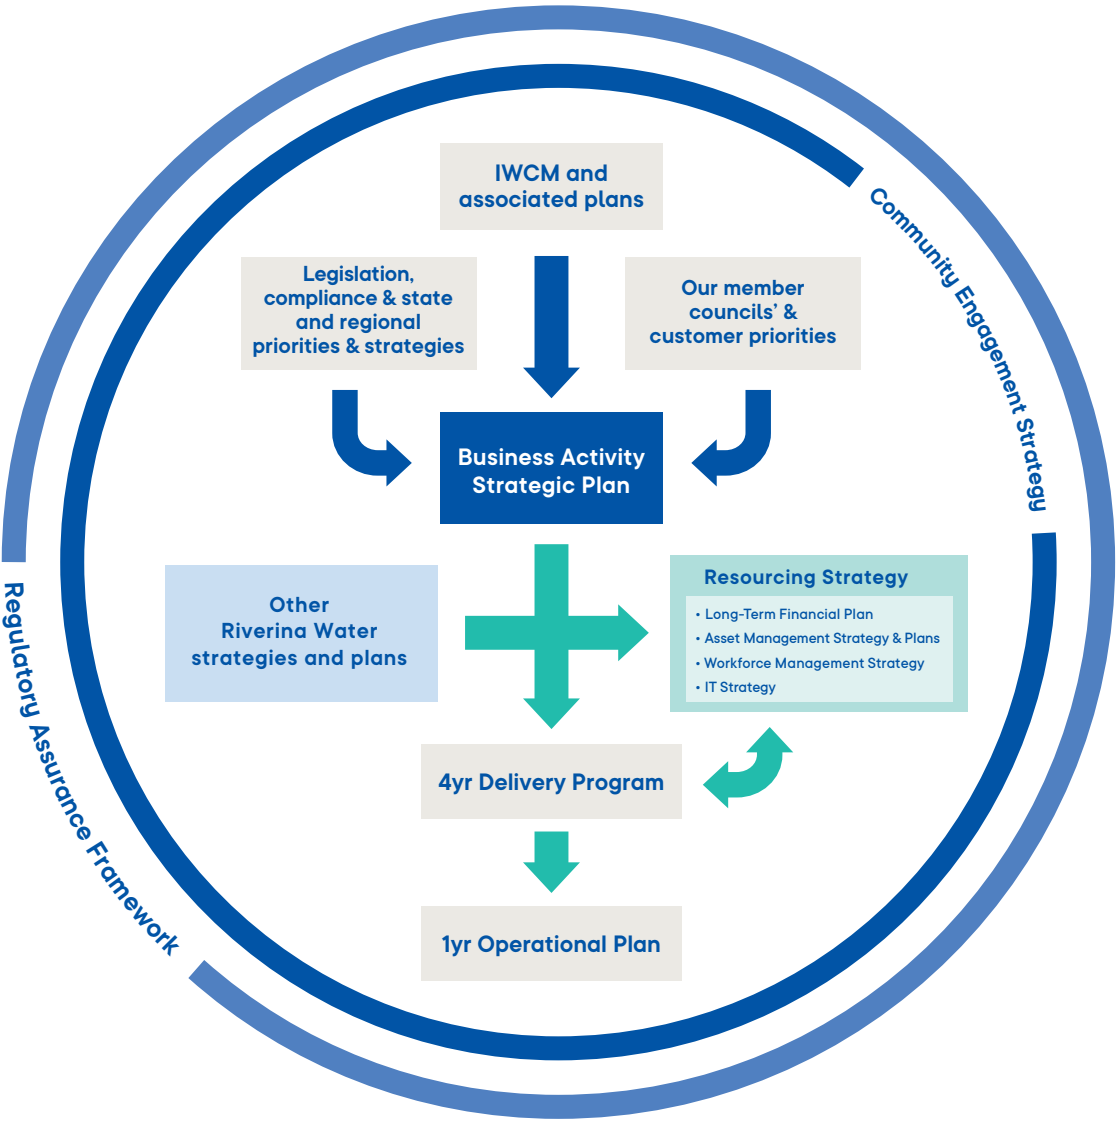 IWCM and
associated plans
Legislation,
compliance & state
and regional
priorities & strategies
Our member
councils’ &
customer priorities
Community Engagement Strategy
Business Activity
Strategic Plan
Other
Riverina Water
strategies and plans
Resourcing Strategy
• Long-Term Financial Plan
• Asset Management Strategy & Plans
• Workforce Management Strategy
• IT Strategy
Regulatory Assurance Framework
4yr Delivery Program
1yr Operational Plan